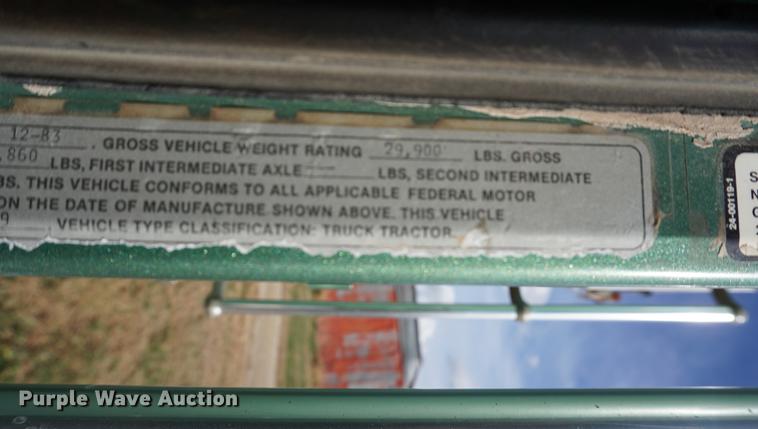 12-83 . GROSS VEHICLE WEIGHT RATING 29,900 LBS. GROSS
,860 LBS, FIRST INTERMEDIATE AXLE LBS, SECOND INTERMEDIATE
BS. THIS VEHICLE CONFORMS TO ALL APPLICABLE FEDERAL MOTOR
ON THE DATE OF MANUFACTURE SHOWN ABOVE. THIS VEHICLE
9 VEHICLE TYPE CLASSIFICATION: TRUCK TRACTOR
24-00119-1
S
N
Purple Wave Auction